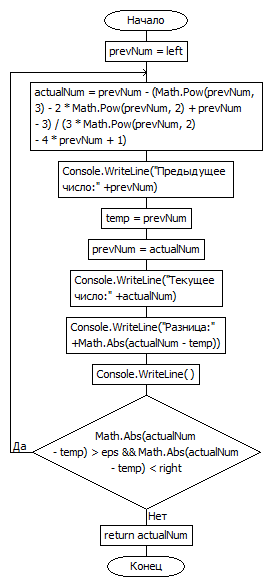 Начало
prevNum = left
actualNum = prevNum - (Math.Pow(prevNum,
3) - 2 * Math.Pow(prevNum, 2) + prevNum
- 3) / (3 * Math.Pow(prevNum, 2)
- 4 * prevNum + 1)
Console.WriteLine("Предыдущее
число:" +prevNum)
temp = prevNum
prevNum = actualNum
Console.WriteLine("Текущее
число:" +actualNum)
Console.WriteLine("Разница:"
+Math.Abs(actualNum - temp))
Console.WriteLine( )
Math.Abs(actualNum
- temp) > eps && Math.Abs(actualNum
- temp) < right
Да
Нет
return actualNum
Конец